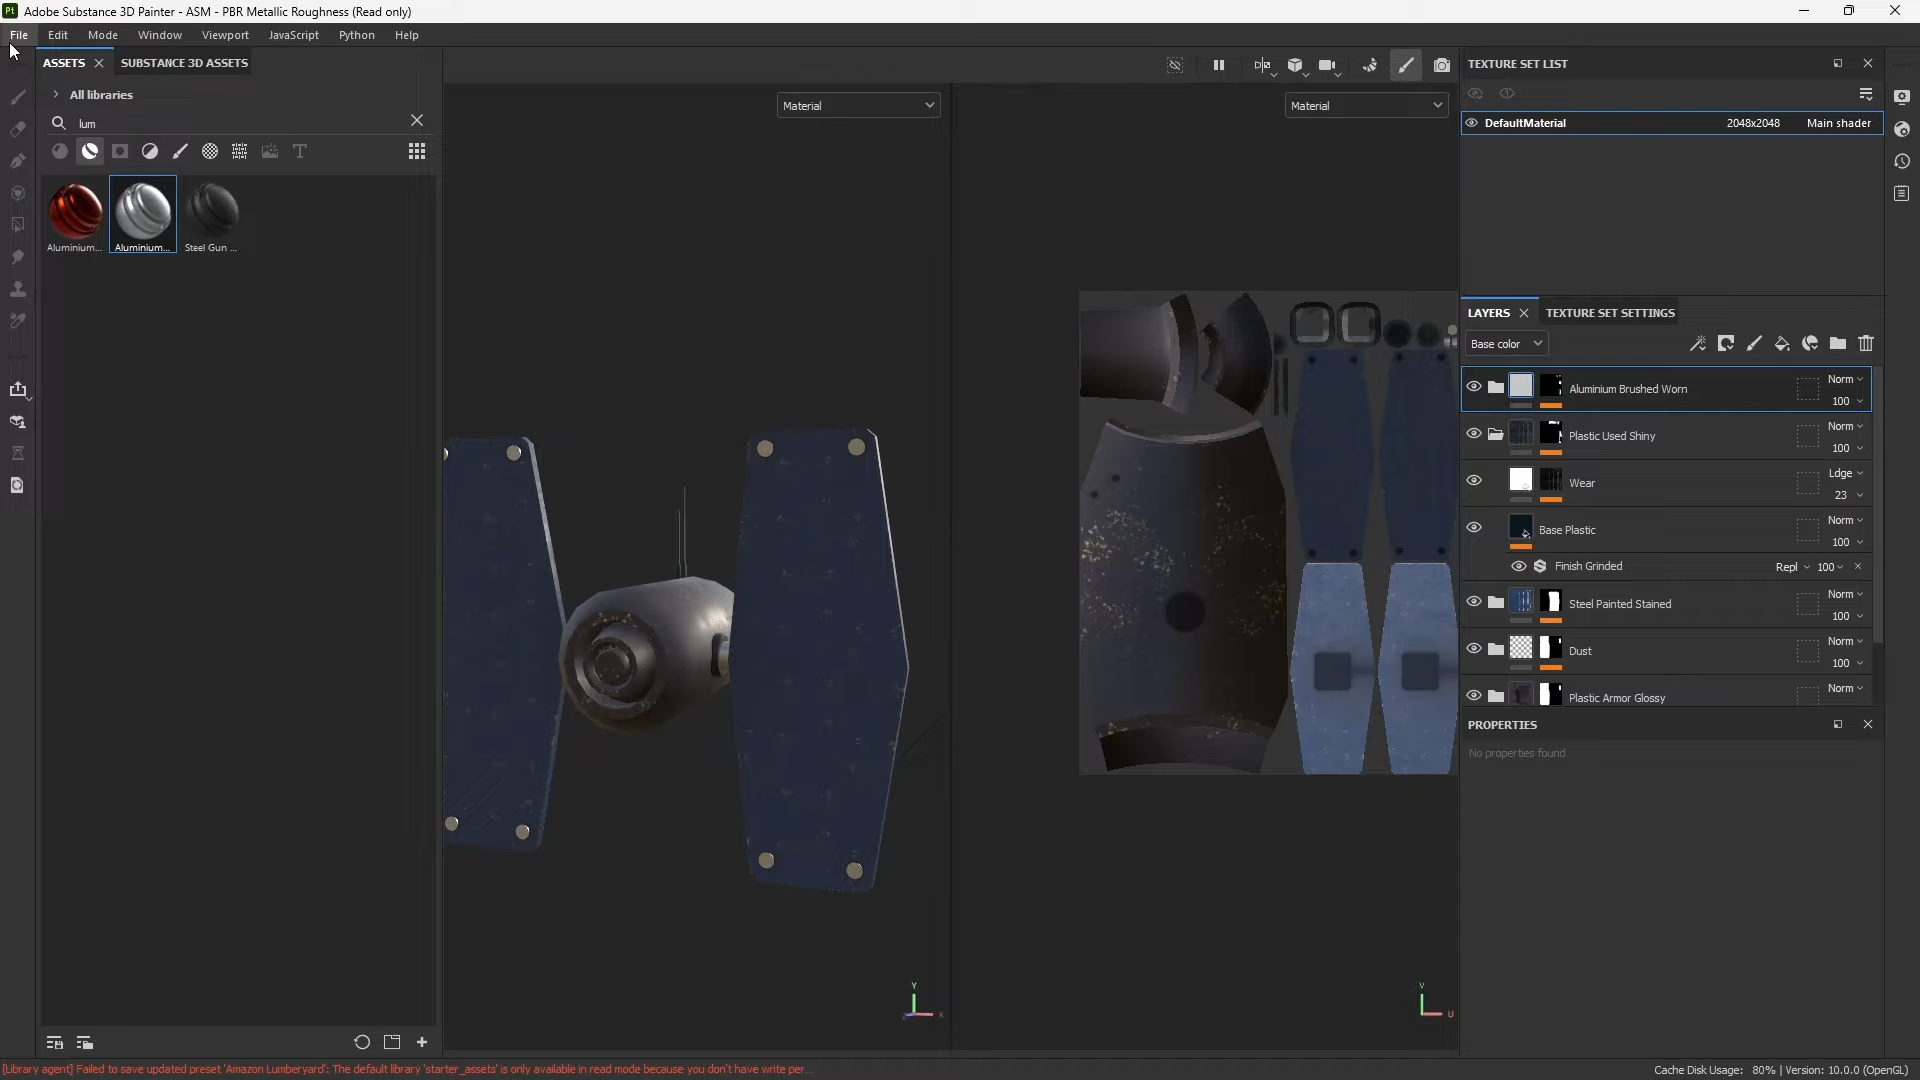 Pt Adobe Substance 3D Painter - ASM - PBR Metallic Roughness (Read only)
File Edit Mode Window Viewport JavaScript Python Help
ASSETS SUBSTANCE 3D ASSETS
All libraries
lum
Aluminium... Aluminium... Steel Gun ...
Material
Material
Y
X
Z
V
U
TEXTURE SET LIST
DefaultMaterial 2048x2048 Main shader
LAYERS TEXTURE SET SETTINGS
Base color
Aluminium Brushed Worn Norm
100
Plastic Used Shiny Norm
100
Wear Ldge
23
Base Plastic Norm
100
Finish Grinded Repl 100
Steel Painted Stained Norm
100
Dust Norm
100
Plastic Armor Glossy Norm
PROPERTIES
No properties found
[Library agent] Failed to save updated preset 'Amazon Lumberyard': The default library 'starter_assets' is only available in read mode because you don't have write per...
Cache Disk Usage: 80% | Version: 10.0.0 (OpenGL)